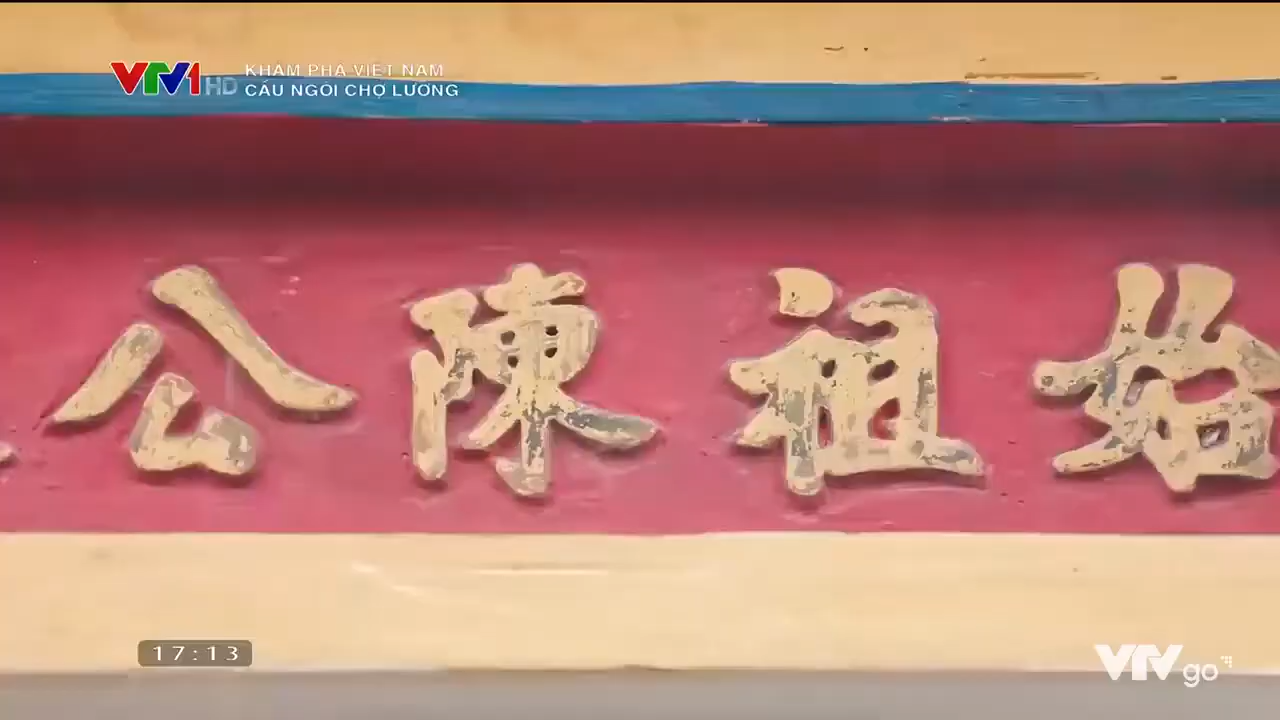 VTV1 HD
KHÁM PHÁ VIỆT NAM
CẦU NGÓI CHỢ LƯƠNG
公陳祖始
17:13
VTV go